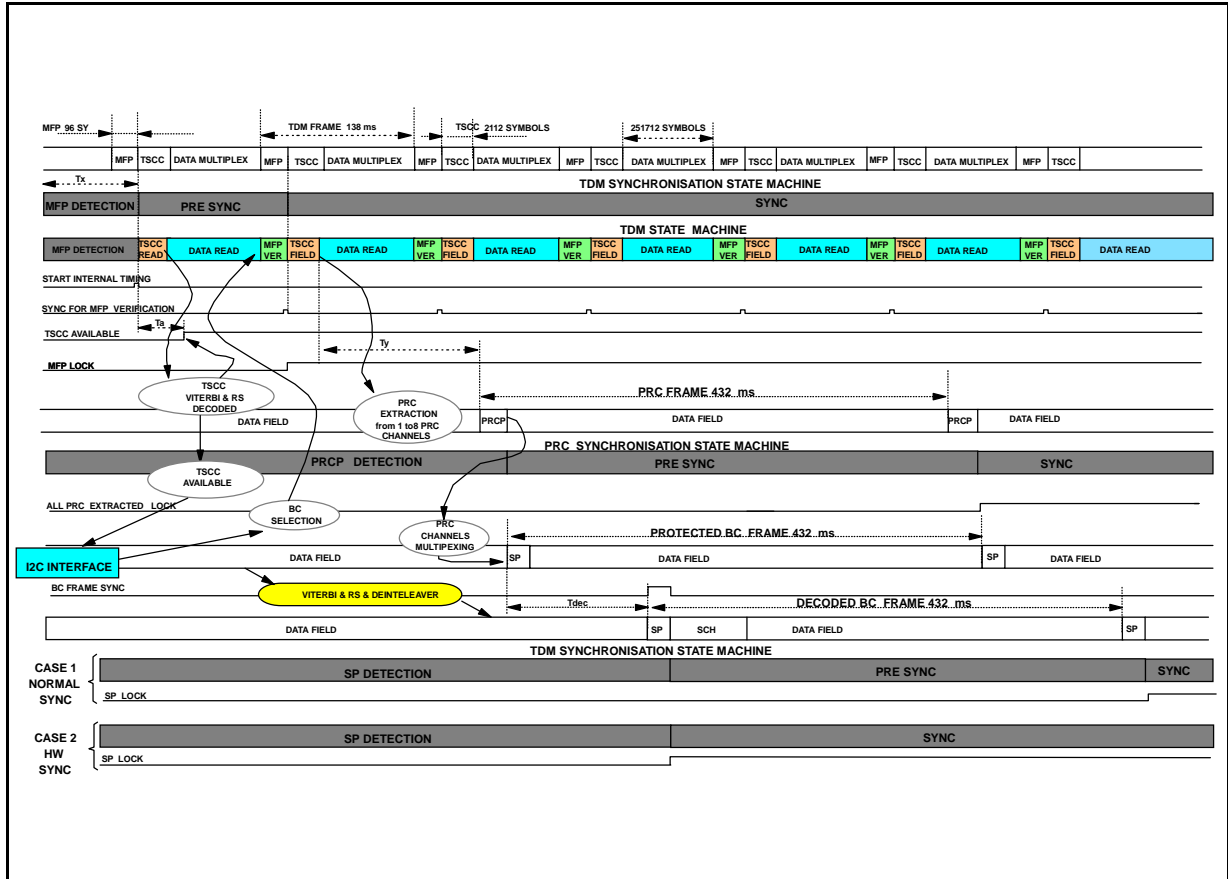 MFP 96 SY
TDM FRAME 138 ms
TSCC 2112 SYMBOLS
251712 SYMBOLS
MFP TSCC DATA MULTIPLEX MFP TSCC DATA MULTIPLEX MFP TSCC DATA MULTIPLEX MFP TSCC DATA MULTIPLEX MFP TSCC DATA MULTIPLEX MFP TSCC DATA MULTIPLEX MFP TSCC
Tx
TDM SYNCHRONISATION STATE MACHINE
MFP DETECTION PRE SYNC SYNC
TDM STATE MACHINE
MFP DETECTION TSCC READ DATA READ MFP VER TSCC FIELD DATA READ MFP VER TSCC FIELD DATA READ MFP VER TSCC FIELD DATA READ MFP VER TSCC FIELD DATA READ MFP VER TSCC FIELD DATA READ MFP VER TSCC FIELD DATA READ
START INTERNAL TIMING
SYNC FOR MFP VERIFICATION
Ta
TSCC AVAILABLE
Ty
MFP LOCK
TSCC
VITERBI & RS
DECODED
PRC
EXTRACTION
from 1 to8 PRC
CHANNELS
PRC FRAME 432 ms
DATA FIELD PRCP DATA FIELD PRCP DATA FIELD
PRC SYNCHRONISATION STATE MACHINE
PRCP DETECTION PRE SYNC SYNC
TSCC
AVAILABLE
ALL PRC EXTRACTED LOCK
BC
SELECTION
PRC
CHANNELS
MULTIPEXING
PROTECTED BC FRAME 432 ms
I2C INTERFACE
DATA FIELD SP DATA FIELD SP DATA FIELD
BC FRAME SYNC
VITERBI & RS & DEINTELEAVER
Tdec
DECODED BC FRAME 432 ms
DATA FIELD SP SCH DATA FIELD SP
TDM SYNCHRONISATION STATE MACHINE
CASE 1
NORMAL
SYNC
SP DETECTION PRE SYNC SYNC
SP LOCK
CASE 2
HW
SYNC
SP DETECTION SYNC
SP LOCK